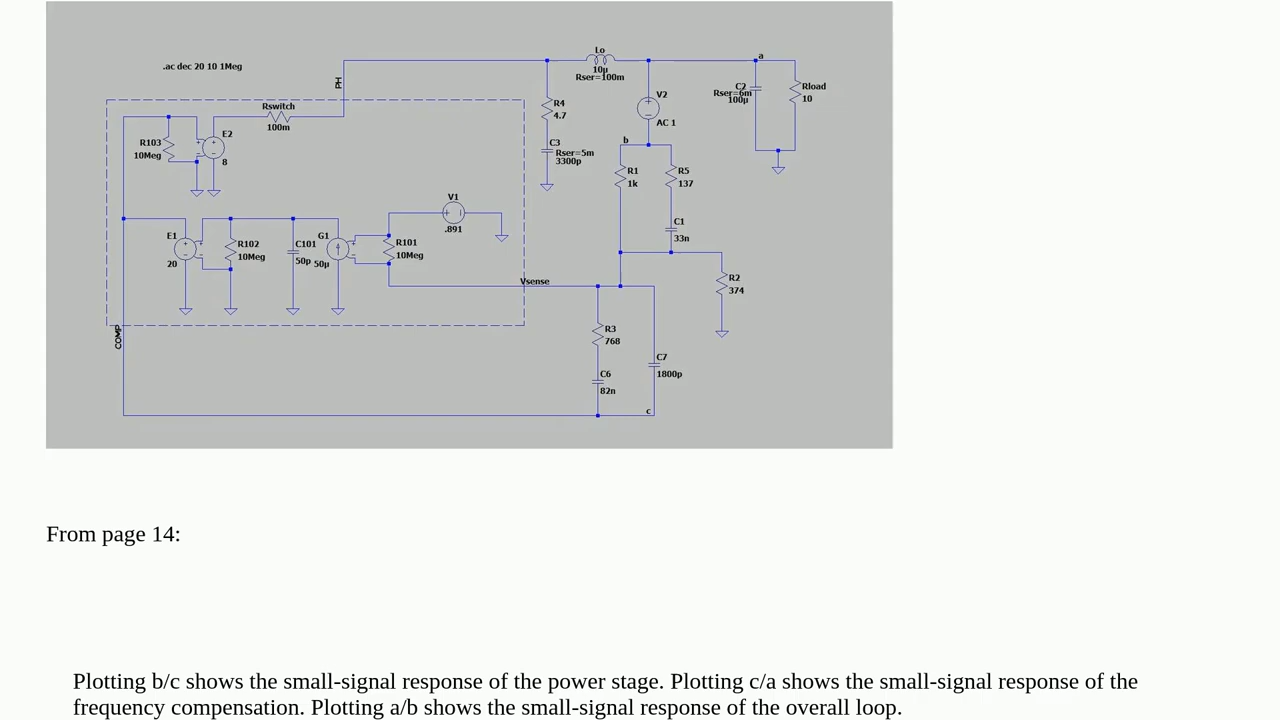 .ac dec 20 10 1Meg
PH
Lo
10µ
Rser=100m
a
V2
AC 1
C2
Rser=6m
100µ
Rload
10
R4
4.7
Rswitch
100m
E2
8
R103
10Meg
C3
Rser=5m
3300p
b
R1
1k
R5
137
V1
.891
C1
33n
E1
20
R102
10Meg
C101
50p
G1
50µ
R101
10Meg
Vsense
R2
374
COMP
R3
768
C7
1800p
C6
82n
c
From page 14:
Plotting b/c shows the small-signal response of the power stage. Plotting c/a shows the small-signal response of the
frequency compensation. Plotting a/b shows the small-signal response of the overall loop.